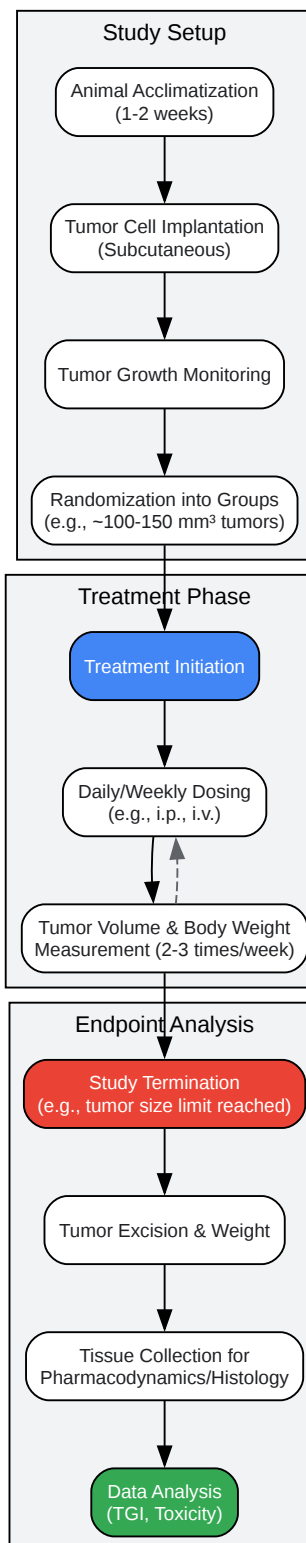 Study Setup
Animal Acclimatization
(1-2 weeks)
Tumor Cell Implantation
(Subcutaneous)
Tumor Growth Monitoring
Randomization into Groups
(e.g., ~100-150 mm³ tumors)
Treatment Phase
Treatment Initiation
Daily/Weekly Dosing
(e.g., i.p., i.v.)
Tumor Volume & Body Weight
Measurement (2-3 times/week)
Endpoint Analysis
Study Termination
(e.g., tumor size limit reached)
Tumor Excision & Weight
Tissue Collection for
Pharmacodynamics/Histology
Data Analysis
(TGI, Toxicity)